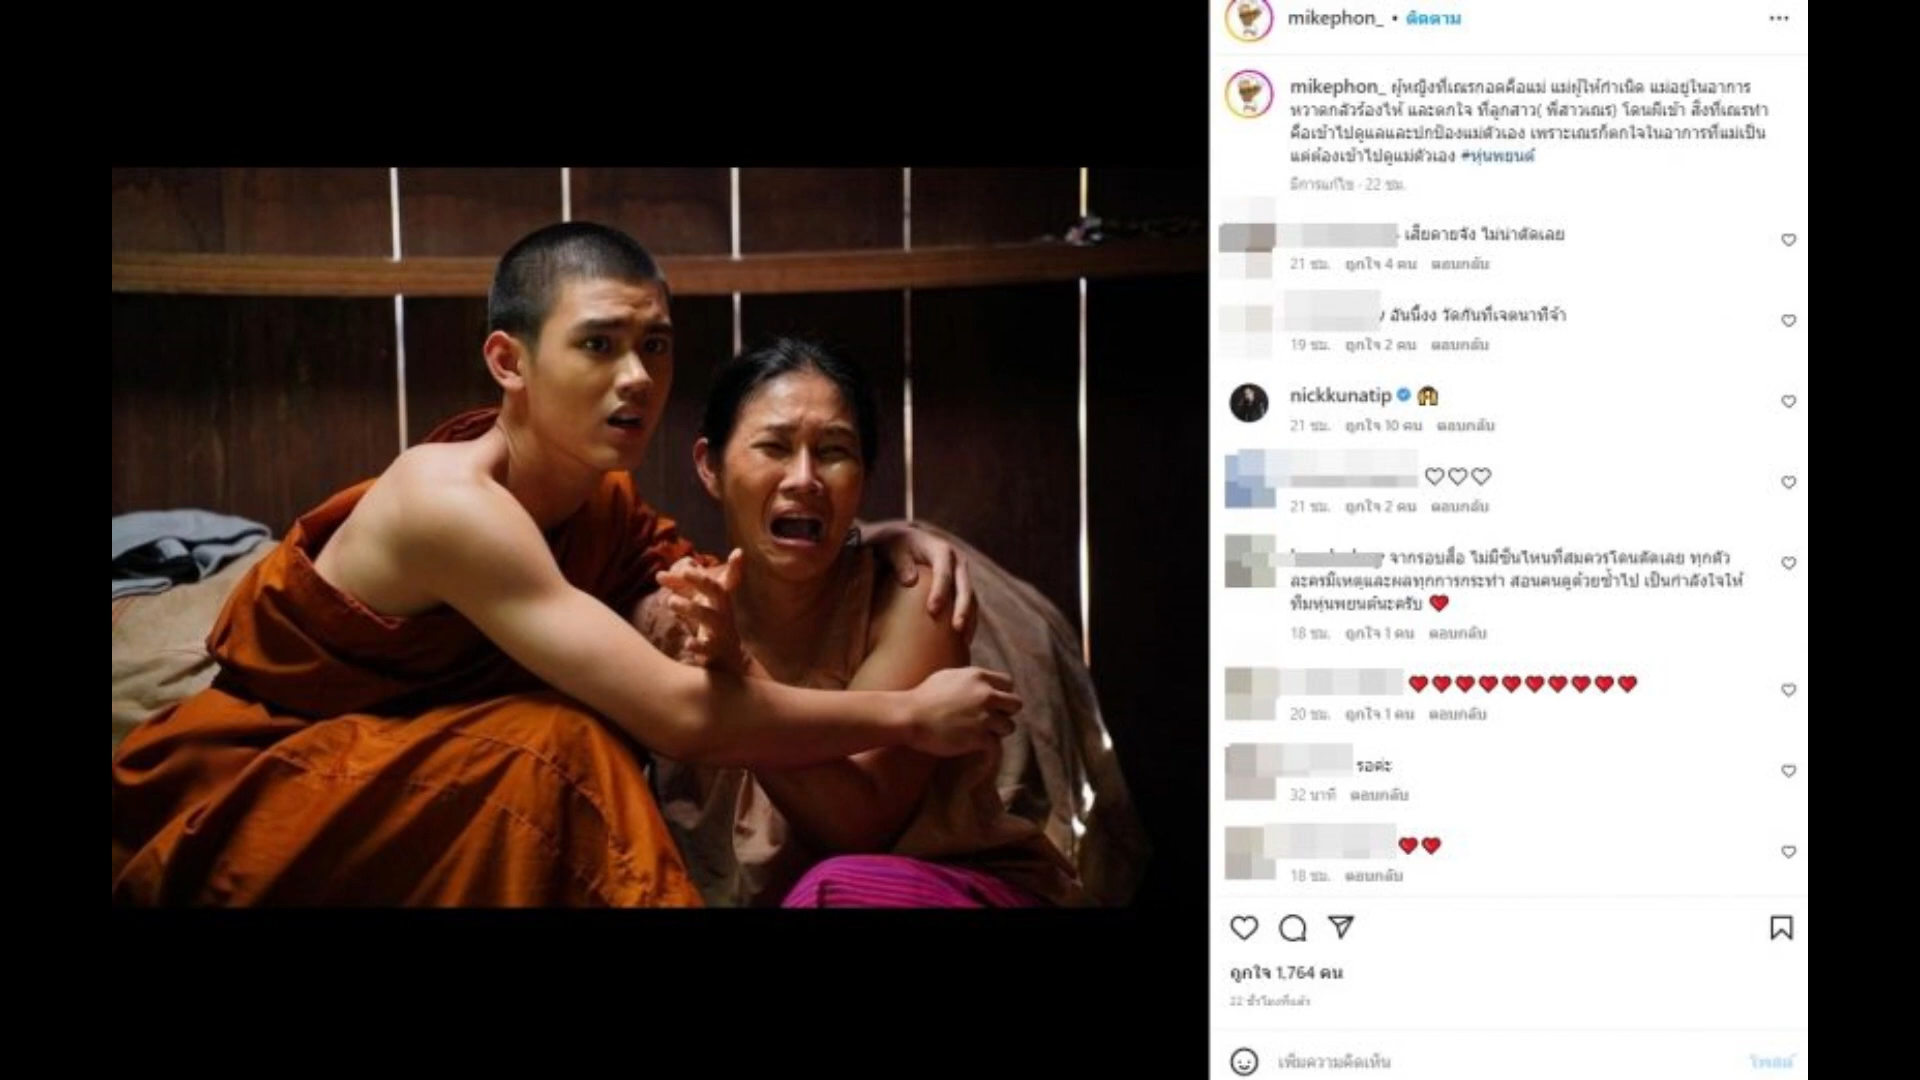 mikephon_ • ติดตาม
mikephon_ ผู้หญิงที่เณรกอดคือแม่ แม่ผู้ให้กำเนิด แม่อยู่ในอาการ
หวาดกลัวร้องไห้ และตกใจ ที่ลูกสาว( พี่สาวเณร) โดนผีเข้า สิ่งที่เณรทำ
คือเข้าไปดูแลและปกป้องแม่ตัวเอง เพราะเณรก็ตกใจในอาการที่แม่เป็น
แต่ต้องเข้าไปดูแม่ตัวเอง #หุ่นพยนต์
มีการแก้ไข · 22 ชม.
เสียดายจัง ไม่น่าตัดเลย
21 ชม. ถูกใจ 4 คน ตอบกลับ
อันนี้งง วัดกันที่เจตนาทีจ้า
19 ชม. ถูกใจ 2 คน ตอบกลับ
nickkunatip
21 ชม. ถูกใจ 10 คน ตอบกลับ
21 ชม. ถูกใจ 2 คน ตอบกลับ
จากรอบสื่อ ไม่มีซีนไหนที่สมควรโดนตัดเลย ทุกตัว
ละครมีเหตุและผลทุกการกระทำ สอนคนดูด้วยซ้ำไป เป็นกำลังใจให้
ทีมหุ่นพยนต์นะครับ ❤️
18 ชม. ถูกใจ 1 คน ตอบกลับ
❤️❤️❤️❤️❤️❤️❤️❤️❤️❤️
20 ชม. ถูกใจ 1 คน ตอบกลับ
รอค่ะ
32 นาที ตอบกลับ
❤️❤️
18 ชม. ตอบกลับ
ถูกใจ 1,764 คน
22 ชั่วโมงที่แล้ว
เพิ่มความคิดเห็น
โพสต์